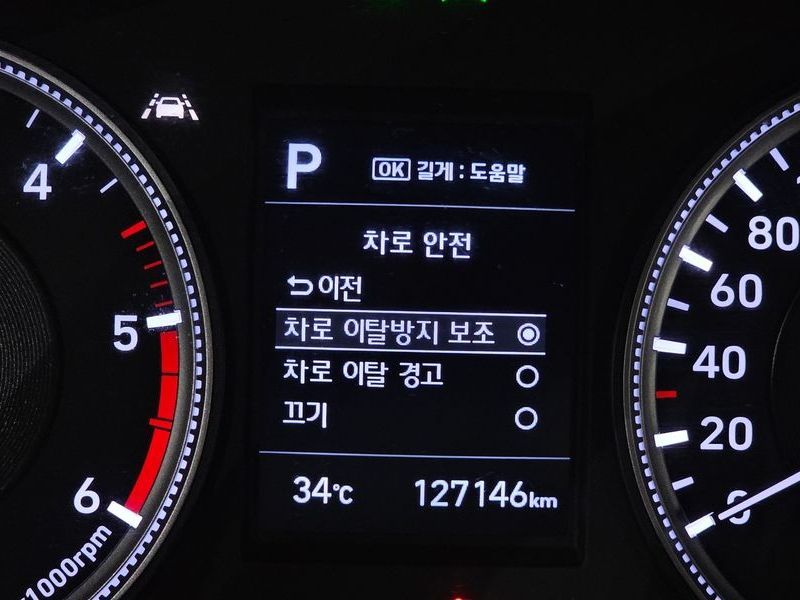 P
OK 길게 : 도움말
차로 안전
이전
차로 이탈방지 보조
차로 이탈 경고
끄기
34°C
127146km
4
5
6
x1000rpm
80
60
40
20
0